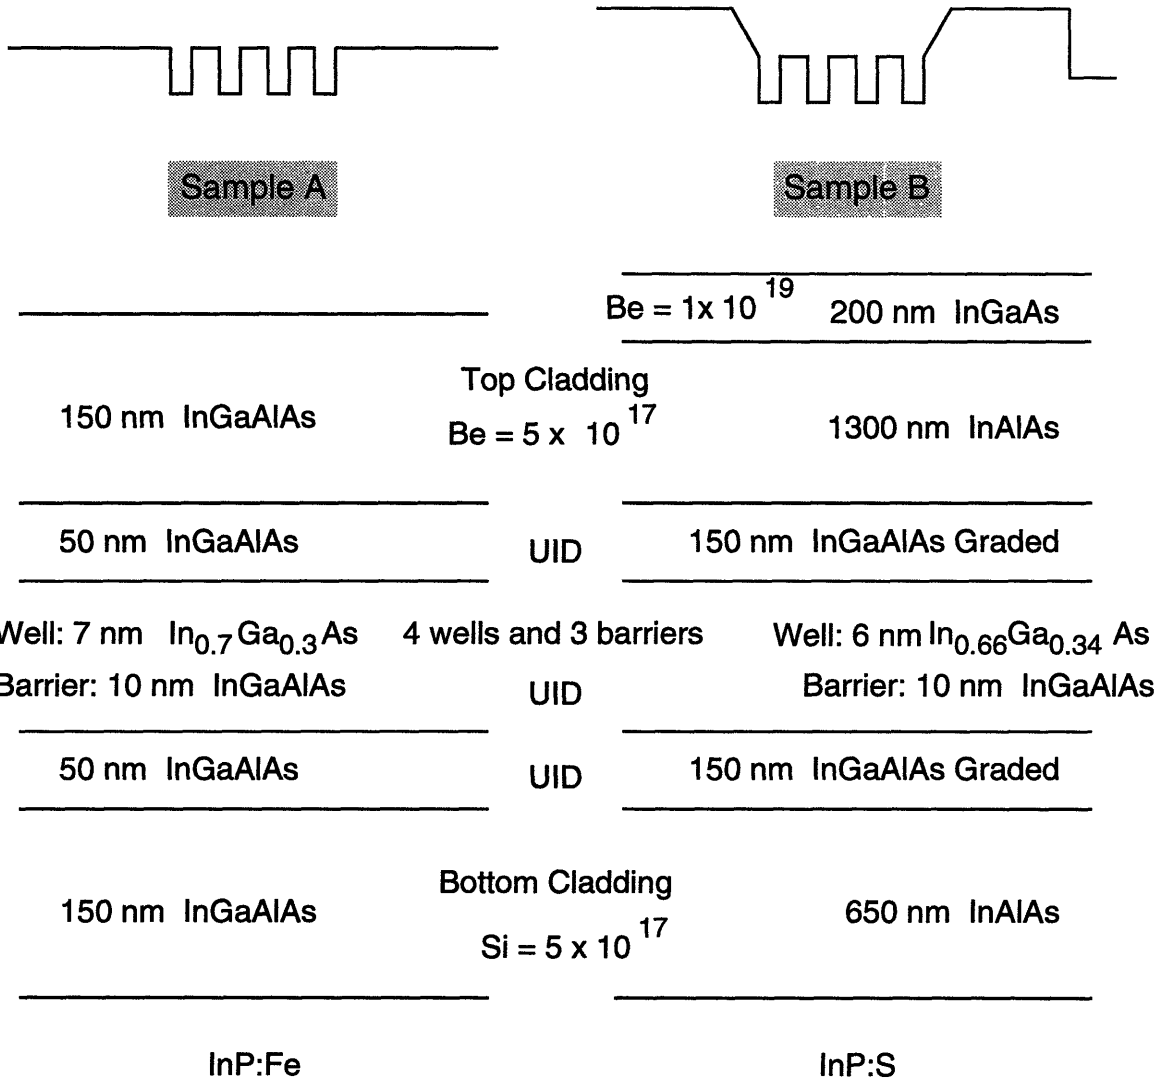 Sample A Sample B
Be = 1x 10 19 200 nm InGaAs
Top Cladding
150 nm InGaAlAs Be = 5 x 10 17 1300 nm InAlAs
50 nm InGaAlAs UID 150 nm InGaAlAs Graded
Well: 7 nm In0.7Ga0.3As 4 wells and 3 barriers Well: 6 nm In0.66Ga0.34 As
Barrier: 10 nm InGaAlAs UID Barrier: 10 nm InGaAlAs
50 nm InGaAlAs UID 150 nm InGaAlAs Graded
Bottom Cladding
150 nm InGaAlAs Si = 5 x 10 17 650 nm InAlAs
InP:Fe InP:S